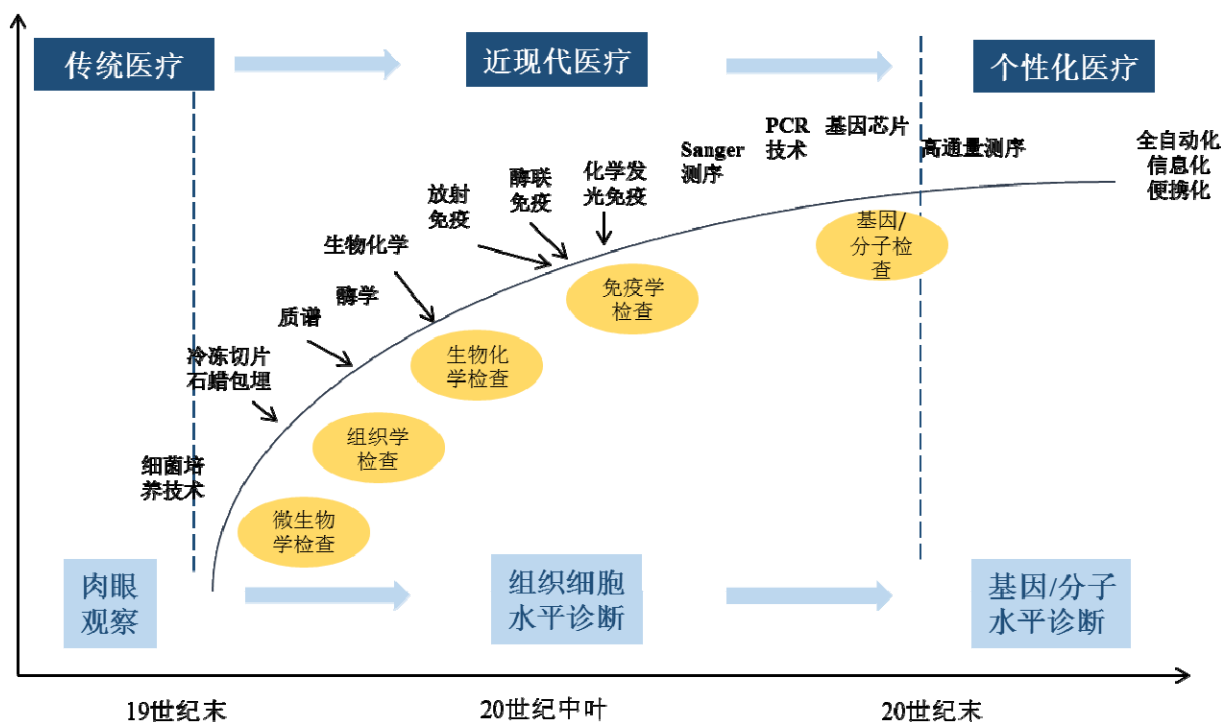 传统医疗
近现代医疗
个性化医疗
PCR
技术
基因芯片
Sanger
测序
高通量测序
全自动化
信息化
便携化
酶联
免疫
化学发
光免疫
放射
免疫
生物化学
酶学
质谱
冷冻切片
石蜡包埋
细菌培
养技术
基因/
分子检
查
免疫学
检查
生物化
学检查
组织学
检查
微生物
学检查
肉眼
观察
组织细胞
水平诊断
基因/分子
水平诊断
19世纪末
20世纪中叶
20世纪末